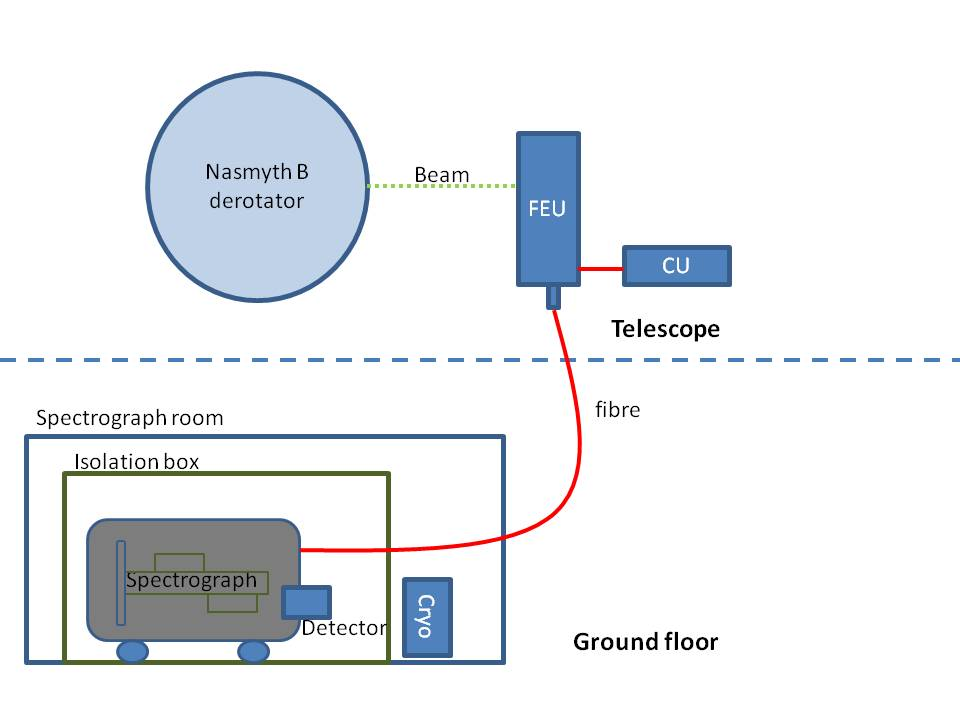 Nasmyth B
derotator
Beam
FEU
CU
Telescope
fibre
Spectrograph room
Isolation box
Spectrograph
Detector
Cryo
Ground floor